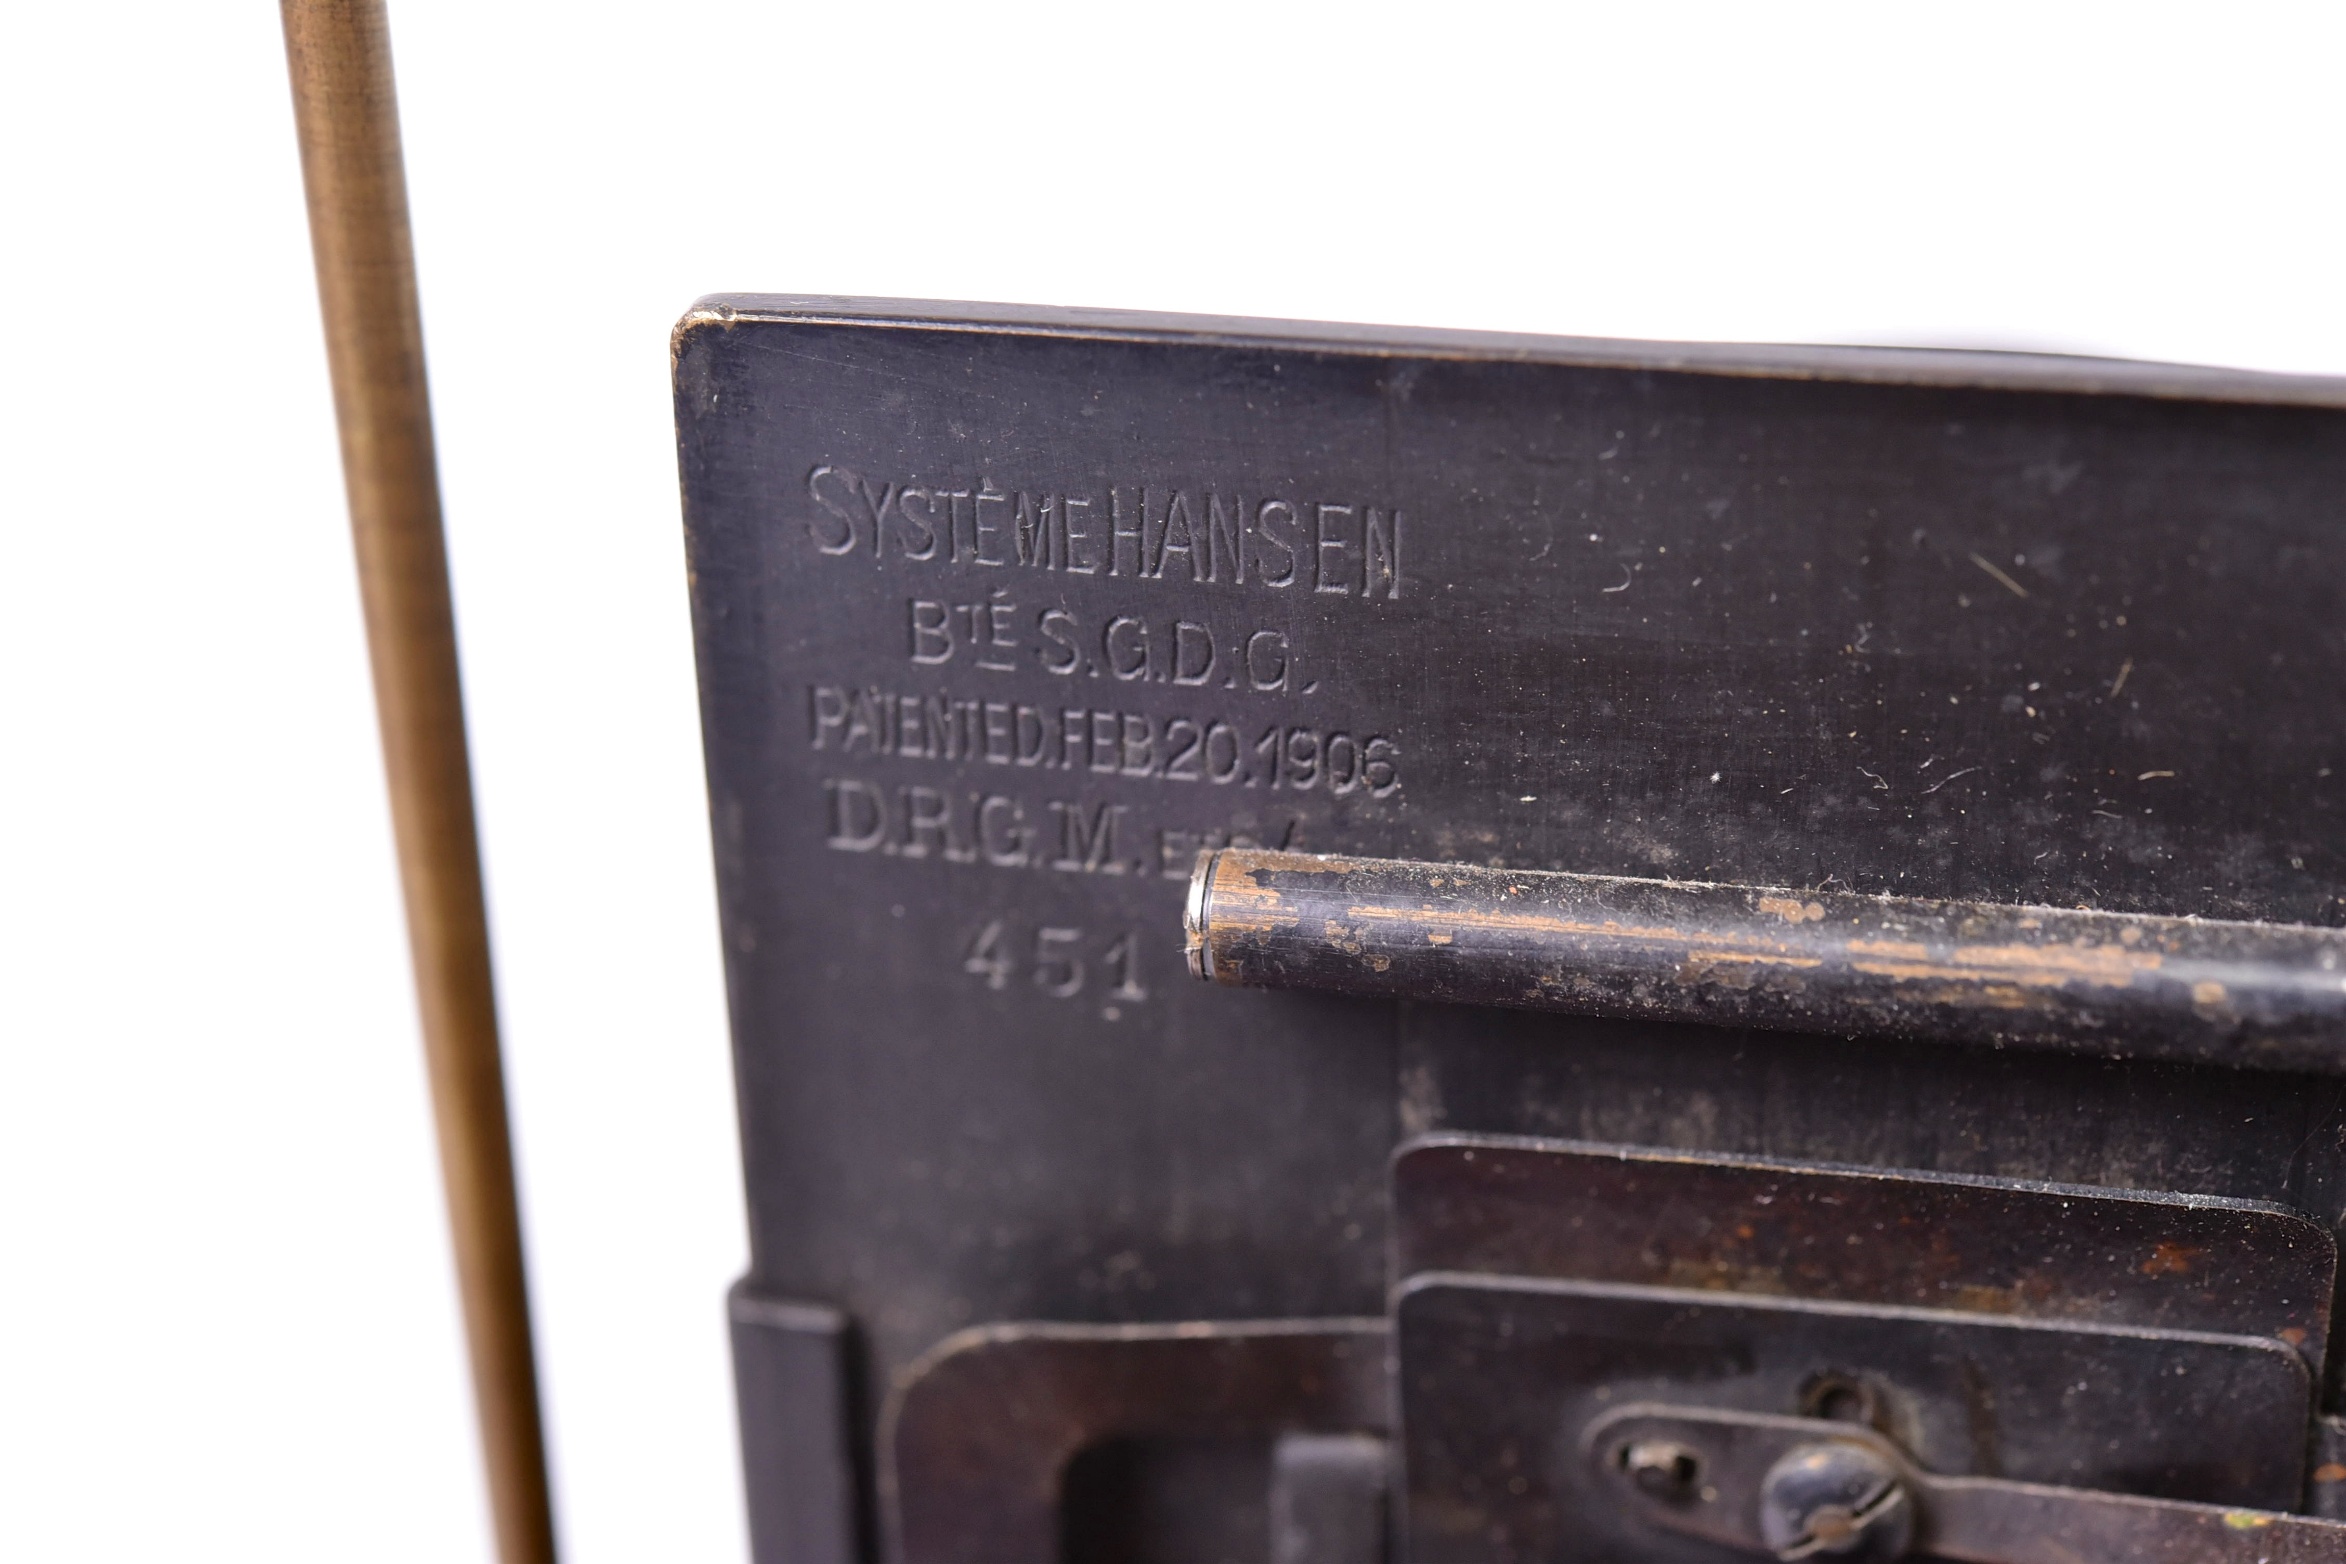 SYSTÈME HANSEN
BTÉ S.G.D.G.
PATENTED.FEB.20.1906
D.R.G.M.
451